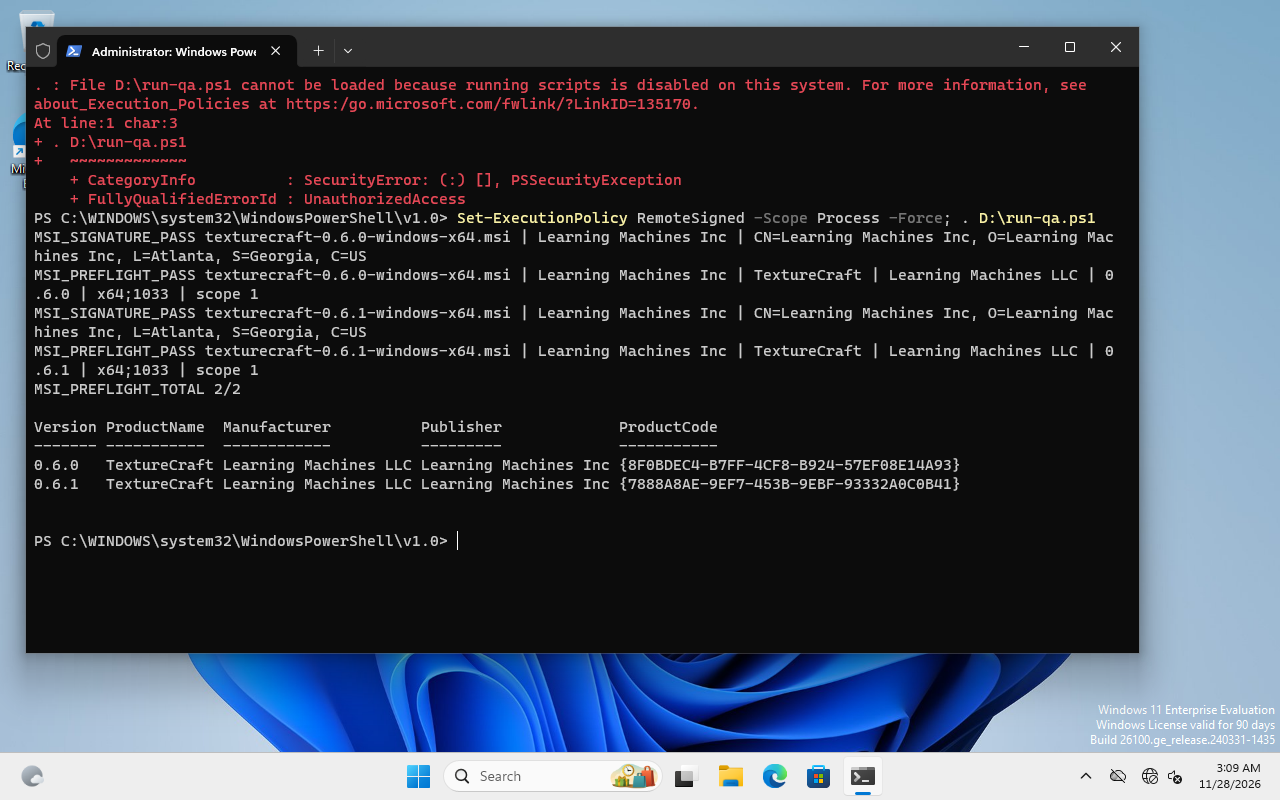 Administrator: Windows Powe
. : File D:\run-qa.ps1 cannot be loaded because running scripts is disabled on this system. For more information, see
about_Execution_Policies at https:/go.microsoft.com/fwlink/?LinkID=135170.
At line:1 char:3
+ . D:\run-qa.ps1
+   ~~~~~~~~~~~~~
    + CategoryInfo          : SecurityError: (:) [], PSSecurityException
    + FullyQualifiedErrorId : UnauthorizedAccess
PS C:\WINDOWS\system32\WindowsPowerShell\v1.0> Set-ExecutionPolicy RemoteSigned -Scope Process -Force; . D:\run-qa.ps1
MSI_SIGNATURE_PASS texturecraft-0.6.0-windows-x64.msi | Learning Machines Inc | CN=Learning Machines Inc, O=Learning Mac
hines Inc, L=Atlanta, S=Georgia, C=US
MSI_PREFLIGHT_PASS texturecraft-0.6.0-windows-x64.msi | Learning Machines Inc | TextureCraft | Learning Machines LLC | 0
.6.0 | x64;1033 | scope 1
MSI_SIGNATURE_PASS texturecraft-0.6.1-windows-x64.msi | Learning Machines Inc | CN=Learning Machines Inc, O=Learning Mac
hines Inc, L=Atlanta, S=Georgia, C=US
MSI_PREFLIGHT_PASS texturecraft-0.6.1-windows-x64.msi | Learning Machines Inc | TextureCraft | Learning Machines LLC | 0
.6.1 | x64;1033 | scope 1
MSI_PREFLIGHT_TOTAL 2/2
Version ProductName  Manufacturer          Publisher             ProductCode
------- -----------  ------------          ---------             -----------
0.6.0   TextureCraft Learning Machines LLC Learning Machines Inc {8F0BDEC4-B7FF-4CF8-B924-57EF08E14A93}
0.6.1   TextureCraft Learning Machines LLC Learning Machines Inc {7888A8AE-9EF7-453B-9EBF-93332A0C0B41}
PS C:\WINDOWS\system32\WindowsPowerShell\v1.0>
Windows 11 Enterprise Evaluation
Windows License valid for 90 days
Build 26100.ge_release.240331-1435
Search
3:09 AM
11/28/2026